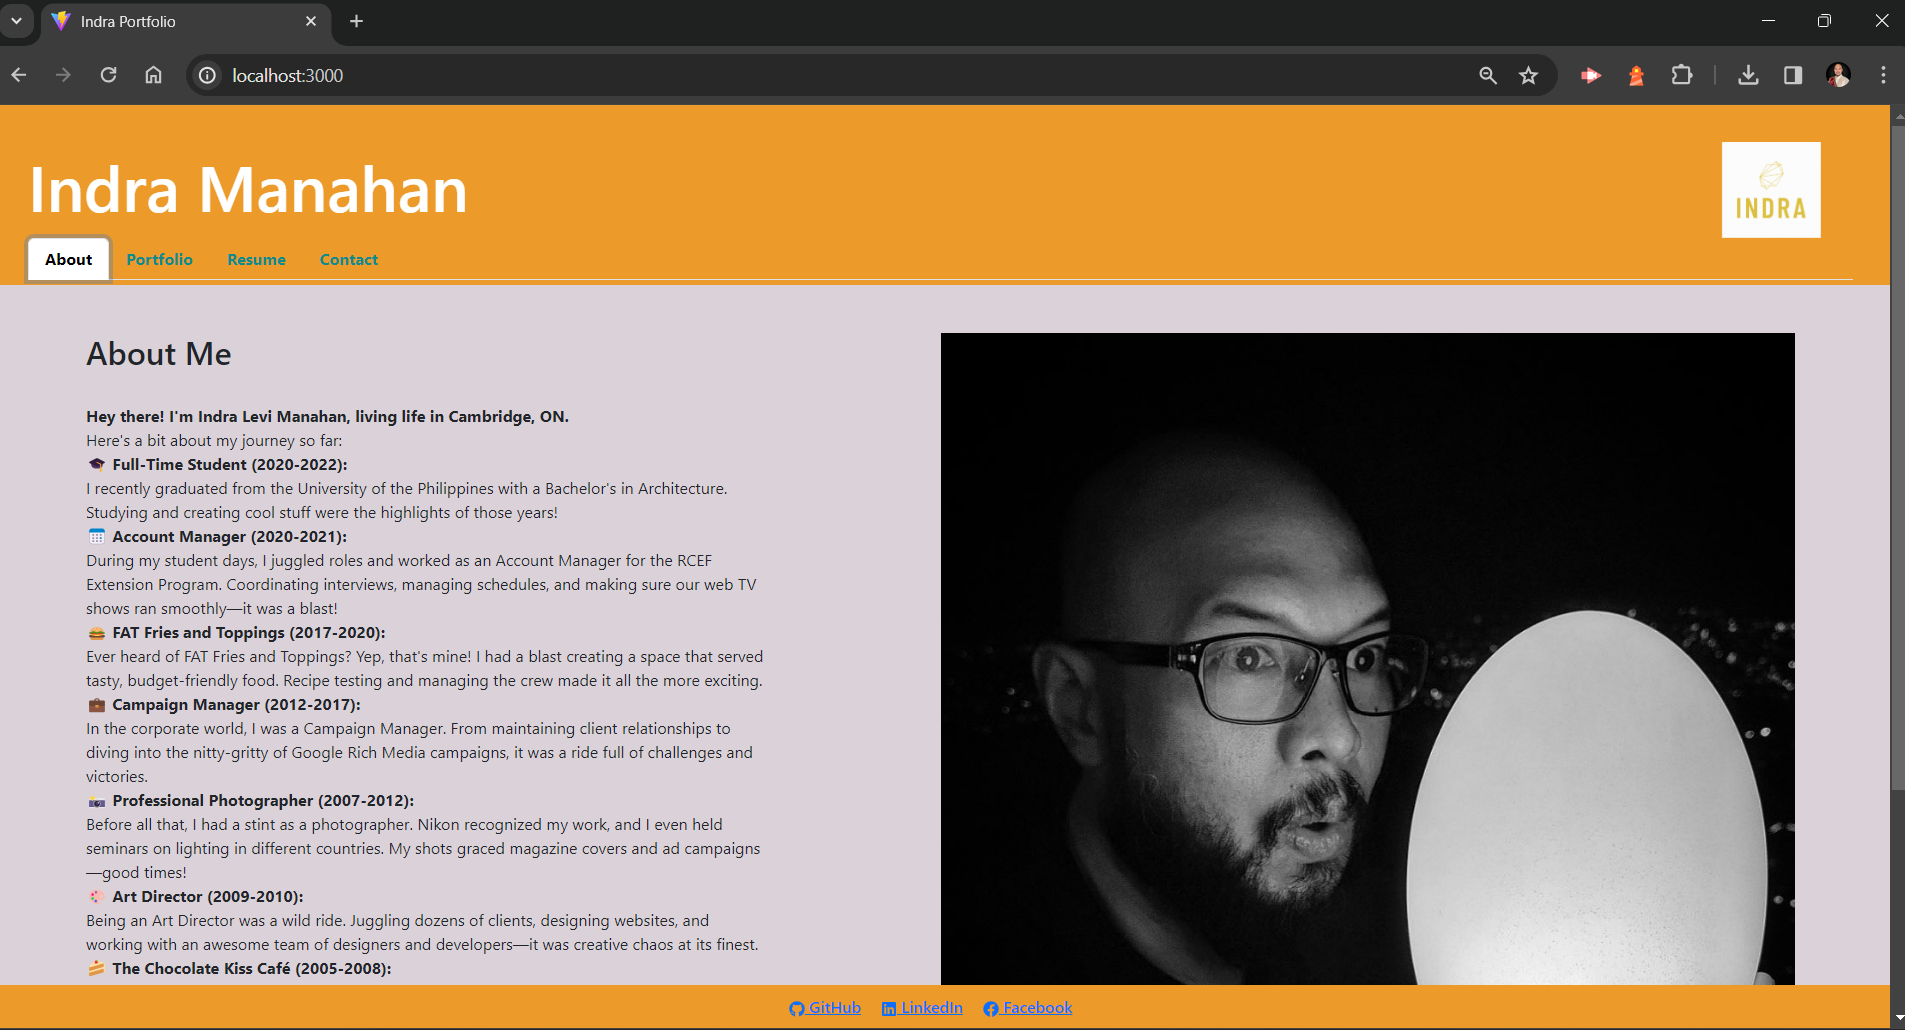 Indra Portfolio
localhost:3000
Indra Manahan
INDRA
About Portfolio Resume Contact
About Me
Hey there! I'm Indra Levi Manahan, living life in Cambridge, ON.
Here's a bit about my journey so far:
🎓 Full-Time Student (2020-2022):
I recently graduated from the University of the Philippines with a Bachelor's in Architecture.
Studying and creating cool stuff were the highlights of those years!
📅 Account Manager (2020-2021):
During my student days, I juggled roles and worked as an Account Manager for the RCEF
Extension Program. Coordinating interviews, managing schedules, and making sure our web TV
shows ran smoothly—it was a blast!
🍔 FAT Fries and Toppings (2017-2020):
Ever heard of FAT Fries and Toppings? Yep, that's mine! I had a blast creating a space that served
tasty, budget-friendly food. Recipe testing and managing the crew made it all the more exciting.
💼 Campaign Manager (2012-2017):
In the corporate world, I was a Campaign Manager. From maintaining client relationships to
diving into the nitty-gritty of Google Rich Media campaigns, it was a ride full of challenges and
victories.
📸 Professional Photographer (2007-2012):
Before all that, I had a stint as a photographer. Nikon recognized my work, and I even held
seminars on lighting in different countries. My shots graced magazine covers and ad campaigns
—good times!
🎨 Art Director (2009-2010):
Being an Art Director was a wild ride. Juggling dozens of clients, designing websites, and
working with an awesome team of designers and developers—it was creative chaos at its finest.
🍰 The Chocolate Kiss Café (2005-2008):
GitHub LinkedIn Facebook